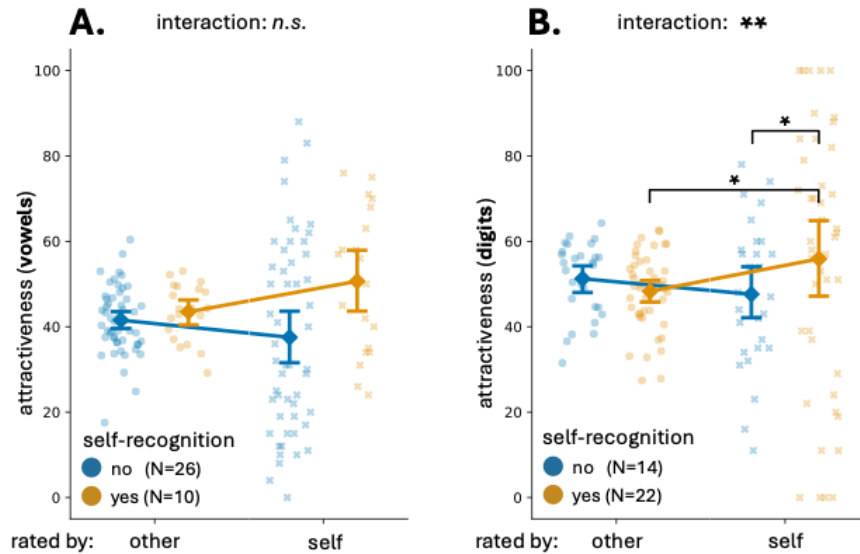 A.
interaction: n.s.
attractiveness (vowels)
100
80
60
40
20
0
self-recognition
no (N=26)
yes (N=10)
rated by: other self
B.
interaction: **
attractiveness (digits)
100
80
60
40
20
0
*
*
self-recognition
no (N=14)
yes (N=22)
rated by: other self